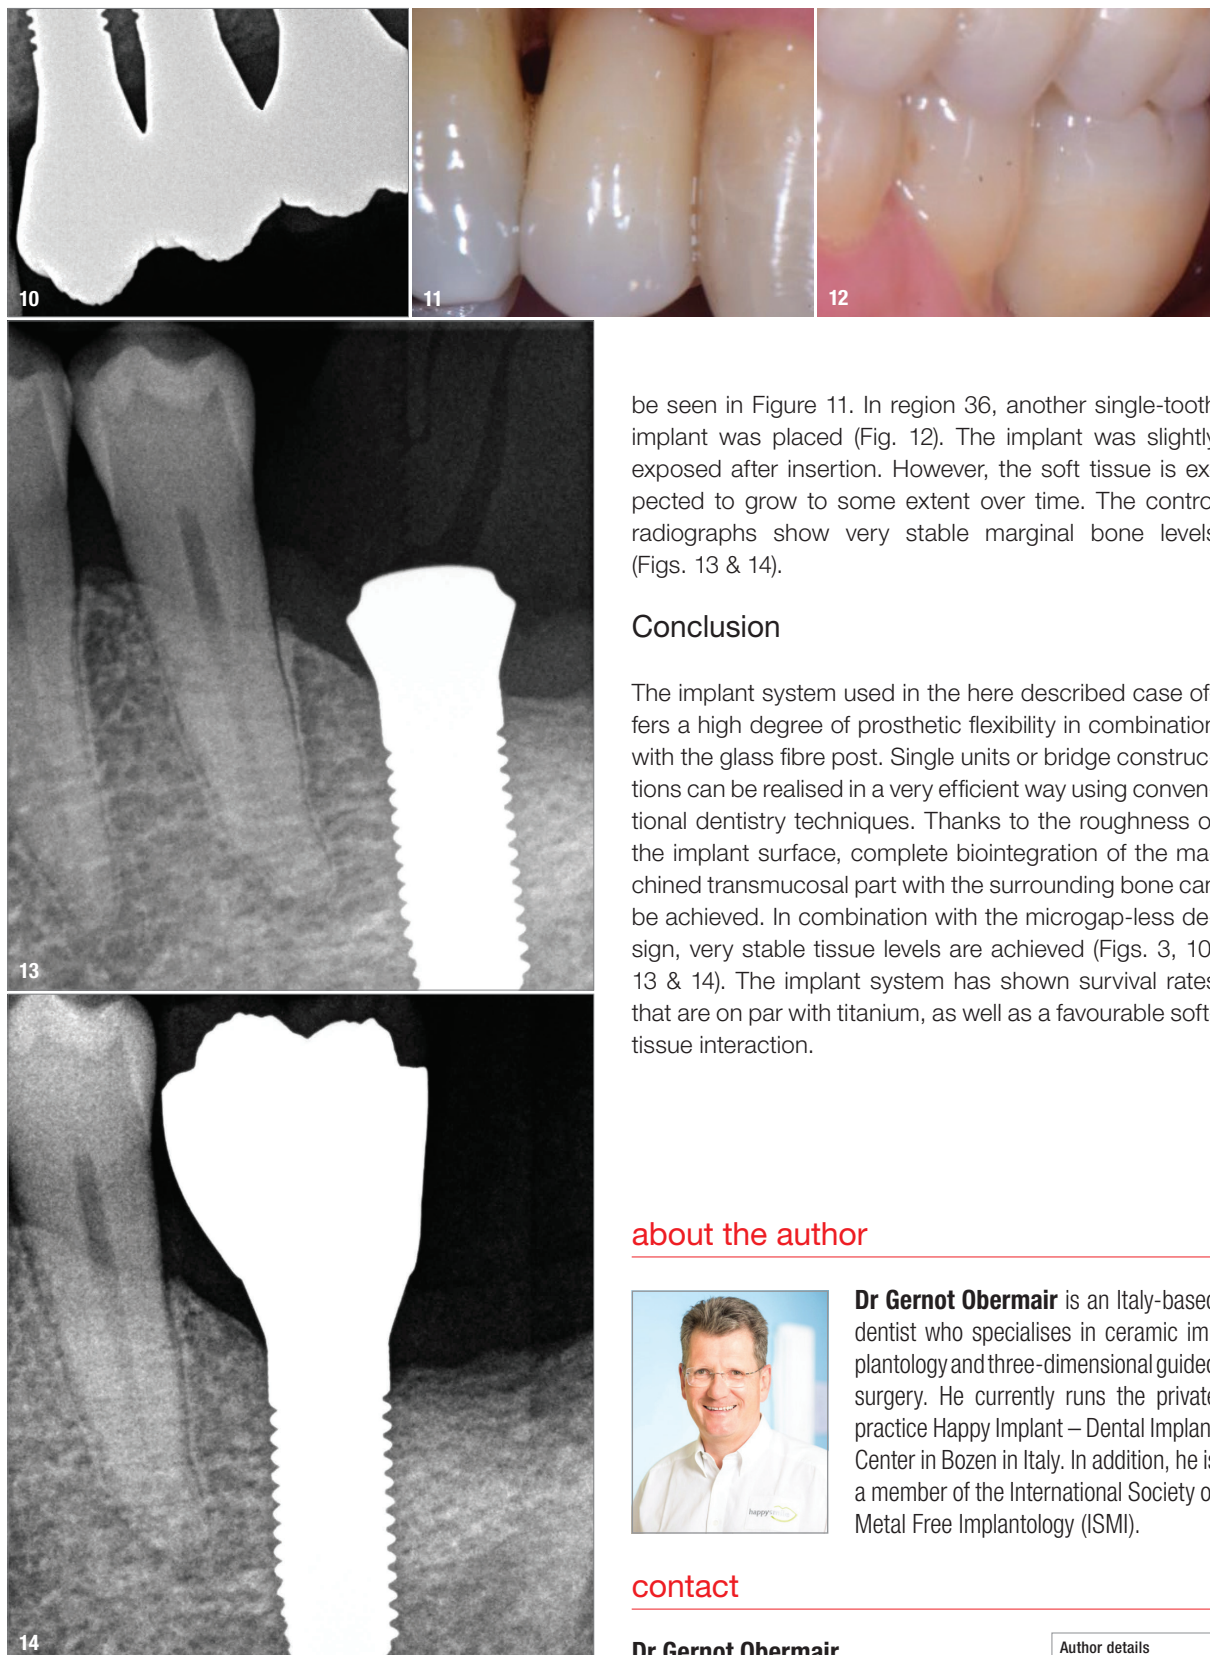 10
11
12
13
14
be seen in Figure 11. In region 36, another single-tooth
implant was placed (Fig. 12). The implant was slightly
exposed after insertion. However, the soft tissue is ex
pected to grow to some extent over time. The control
radiographs show very stable marginal bone levels
(Figs. 13 & 14).
Conclusion
The implant system used in the here described case of
fers a high degree of prosthetic flexibility in combination
with the glass fibre post. Single units or bridge construc
tions can be realised in a very efficient way using conven
tional dentistry techniques. Thanks to the roughness o
the implant surface, complete biointegration of the ma
chined transmucosal part with the surrounding bone can
be achieved. In combination with the microgap-less de
sign, very stable tissue levels are achieved (Figs. 3, 10
13 & 14). The implant system has shown survival rates
that are on par with titanium, as well as a favourable soft
tissue interaction.
about the author
Dr Gernot Obermair is an Italy-based
dentist who specialises in ceramic im
plantology and three-dimensional guided
surgery. He currently runs the private
practice Happy Implant – Dental Implant
Center in Bozen in Italy. In addition, he is
a member of the International Society o
Metal Free Implantology (ISMI).
happy
contact
Dr Gernot Obermair
Author details